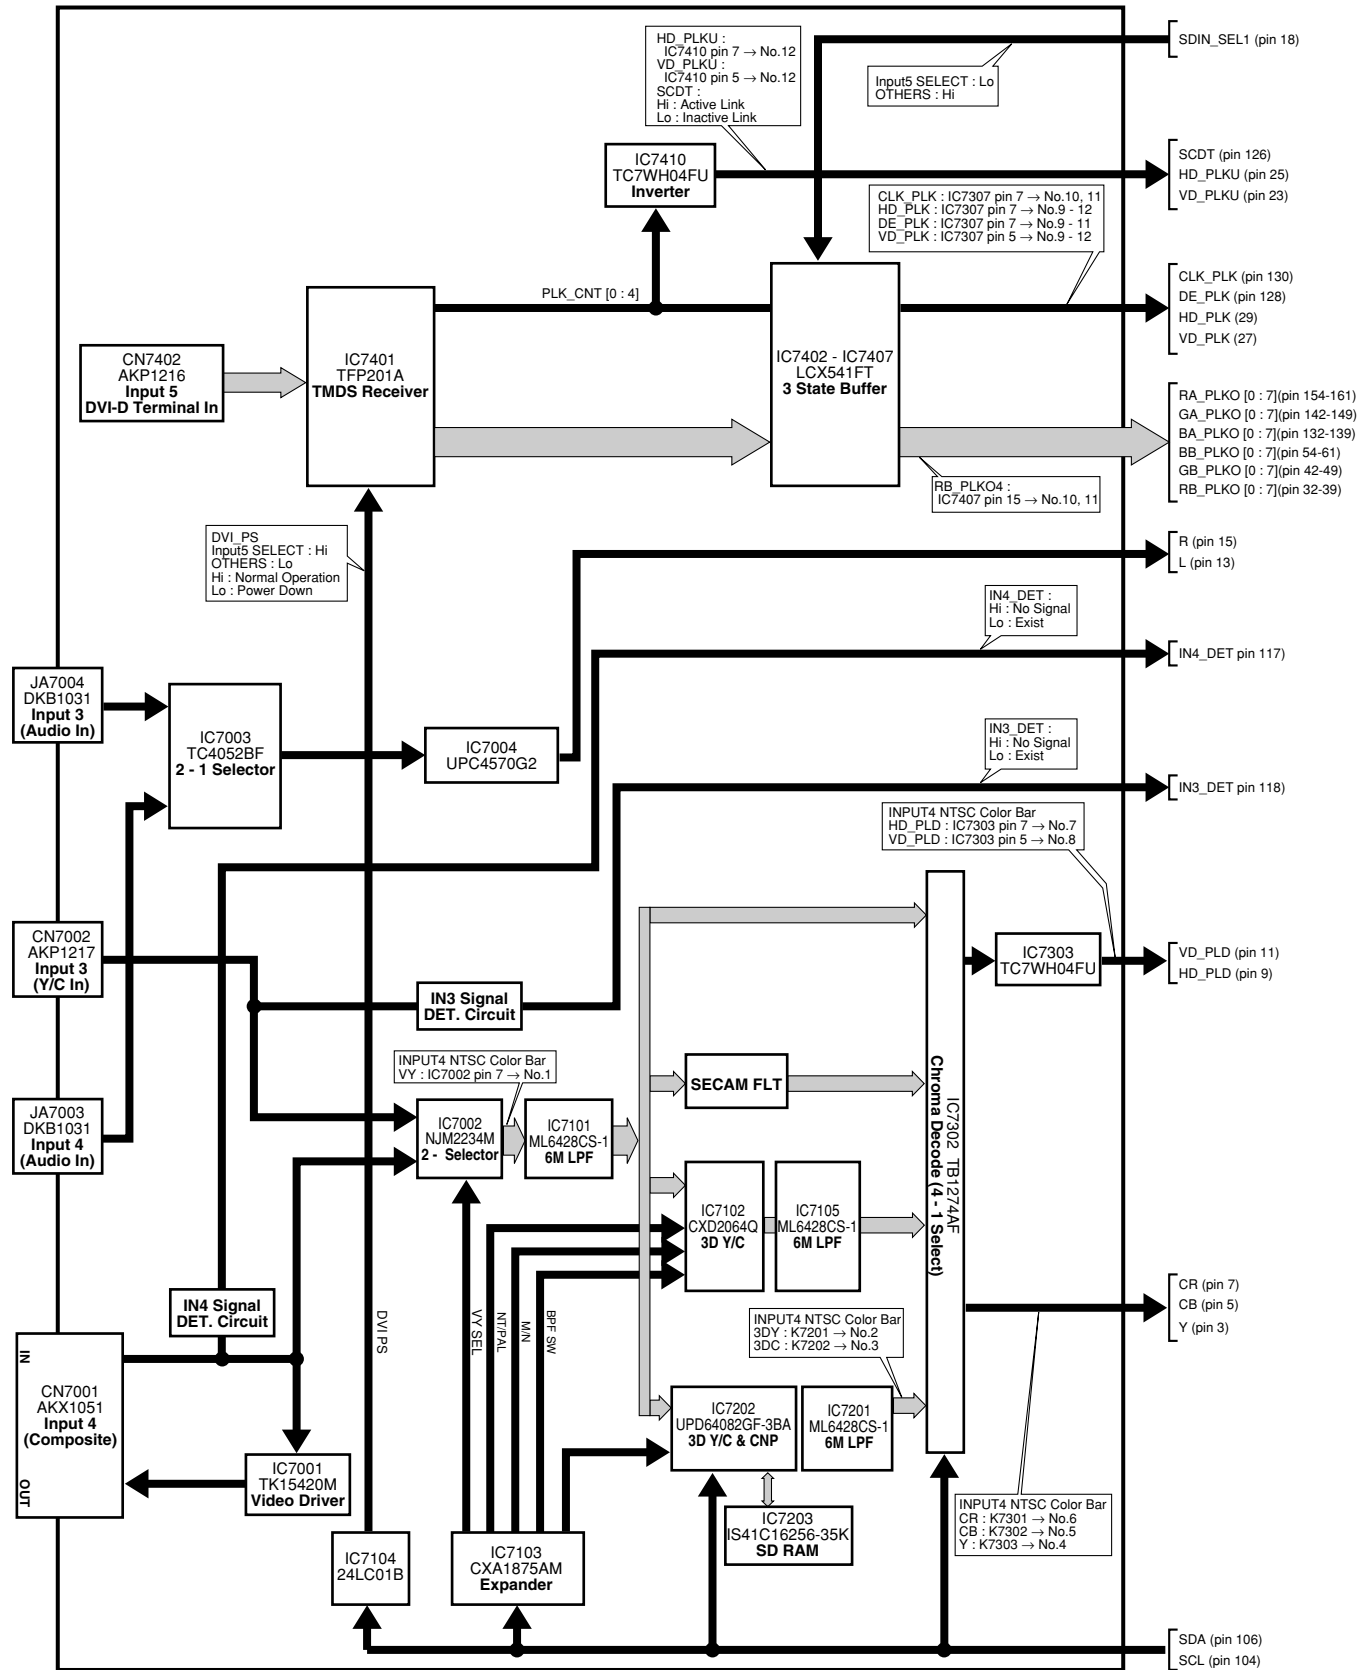 HD_PLKU :
IC7410 pin 7 → No.12
VD_PLKU :
IC7410 pin 5 → No.12
SCDT :
Hi : Active Link
Lo : Inactive Link
SDIN_SEL1 (pin 18)
Input5 SELECT : Lo
OTHERS : Hi
IC7410
TC7WH04FU
Inverter
SCDT (pin 126)
HD_PLKU (pin 25)
VD_PLKU (pin 23)
CLK_PLK : IC7307 pin 7 → No.10, 11
HD_PLK : IC7307 pin 7 → No.9 - 12
DE_PLK : IC7307 pin 7 → No.9 - 11
VD_PLK : IC7307 pin 5 → No.9 - 12
PLK_CNT [0 : 4]
CLK_PLK (pin 130)
DE_PLK (pin 128)
HD_PLK (29)
VD_PLK (27)
CN7402
AKP1216
Input 5
DVI-D Terminal In
IC7401
TFP201A
TMDS Receiver
IC7402 - IC7407
LCX541FT
3 State Buffer
RA_PLKO [0 : 7](pin 154-161)
GA_PLKO [0 : 7](pin 142-149)
BA_PLKO [0 : 7](pin 132-139)
BB_PLKO [0 : 7](pin 54-61)
GB_PLKO [0 : 7](pin 42-49)
RB_PLKO [0 : 7](pin 32-39)
RB_PLKO4 :
IC7407 pin 15 → No.10, 11
DVI_PS
Input5 SELECT : Hi
OTHERS : Lo
Hi : Normal Operation
Lo : Power Down
R (pin 15)
L (pin 13)
IN4_DET :
Hi : No Signal
Lo : Exist
IN4_DET pin 117)
JA7004
DKB1031
Input 3
(Audio In)
IC7003
TC4052BF
2 - 1 Selector
IC7004
UPC4570G2
IN3_DET :
Hi : No Signal
Lo : Exist
IN3_DET pin 118)
INPUT4 NTSC Color Bar
HD_PLD : IC7303 pin 7 → No.7
VD_PLD : IC7303 pin 5 → No.8
CN7002
AKP1217
Input 3
(Y/C In)
IC7303
TC7WH04FU
VD_PLD (pin 11)
HD_PLD (pin 9)
IN3 Signal
DET. Circuit
INPUT4 NTSC Color Bar
VY : IC7002 pin 7 → No.1
SECAM FLT
IC7302 TB1274AF
Chroma Decode (4 - 1 Select)
JA7003
DKB1031
Input 4
(Audio In)
IC7002
NJM2234M
2 - Selector
IC7101
ML6428CS-1
6M LPF
IC7102
CXD2064Q
3D Y/C
IC7105
ML6428CS-1
6M LPF
IN4 Signal
DET. Circuit
DVI PS
VY SEL
NT/PAL
M/N
BPF SW
INPUT4 NTSC Color Bar
3DY : K7201 → No.2
3DC : K7202 → No.3
CR (pin 7)
CB (pin 5)
Y (pin 3)
IN
CN7001
AKX1051
Input 4
(Composite)
OUT
IC7202
UPD64082GF-3BA
3D Y/C & CNP
IC7201
ML6428CS-1
6M LPF
IC7001
TK15420M
Video Driver
IC7203
IS41C16256-35K
SD RAM
INPUT4 NTSC Color Bar
CR : K7301 → No.6
CB : K7302 → No.5
Y : K7303 → No.4
IC7104
24LC01B
IC7103
CXA1875AM
Expander
SDA (pin 106)
SCL (pin 104)